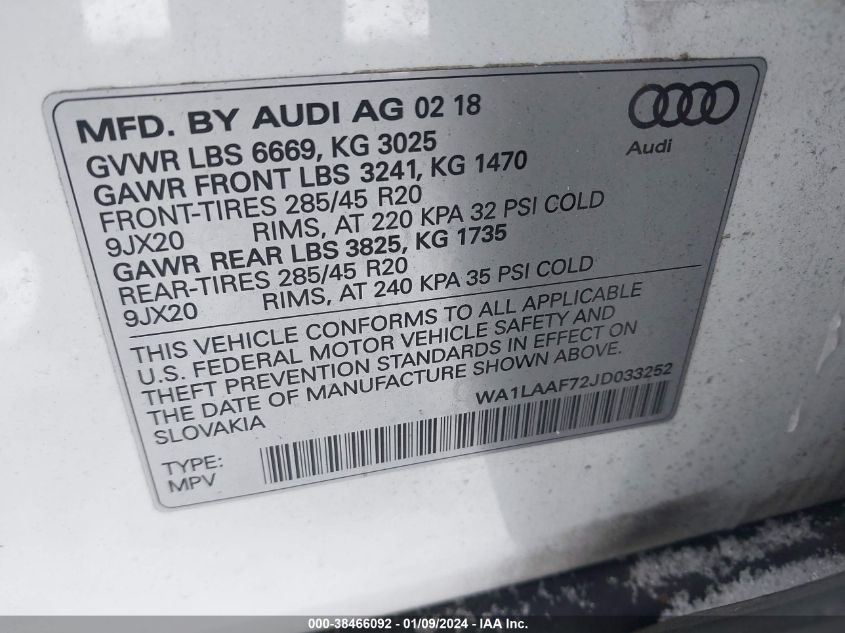 MFD. BY AUDI AG 02 18
Audi
GVWR LBS 6669, KG 3025
GAWR FRONT LBS 3241, KG 1470
FRONT-TIRES 285/45 R20
9JX20 RIMS, AT 220 KPA 32 PSI COLD
GAWR REAR LBS 3825, KG 1735
REAR-TIRES 285/45 R20
9JX20 RIMS, AT 240 KPA 35 PSI COLD
THIS VEHICLE CONFORMS TO ALL APPLICABLE
U.S. FEDERAL MOTOR VEHICLE SAFETY AND
THEFT PREVENTION STANDARDS IN EFFECT ON
THE DATE OF MANUFACTURE SHOWN ABOVE.
SLOVAKIA
WA1LAAF72JD033252
TYPE:
MPV
000-38466092 - 01/09/2024 - IAA Inc.